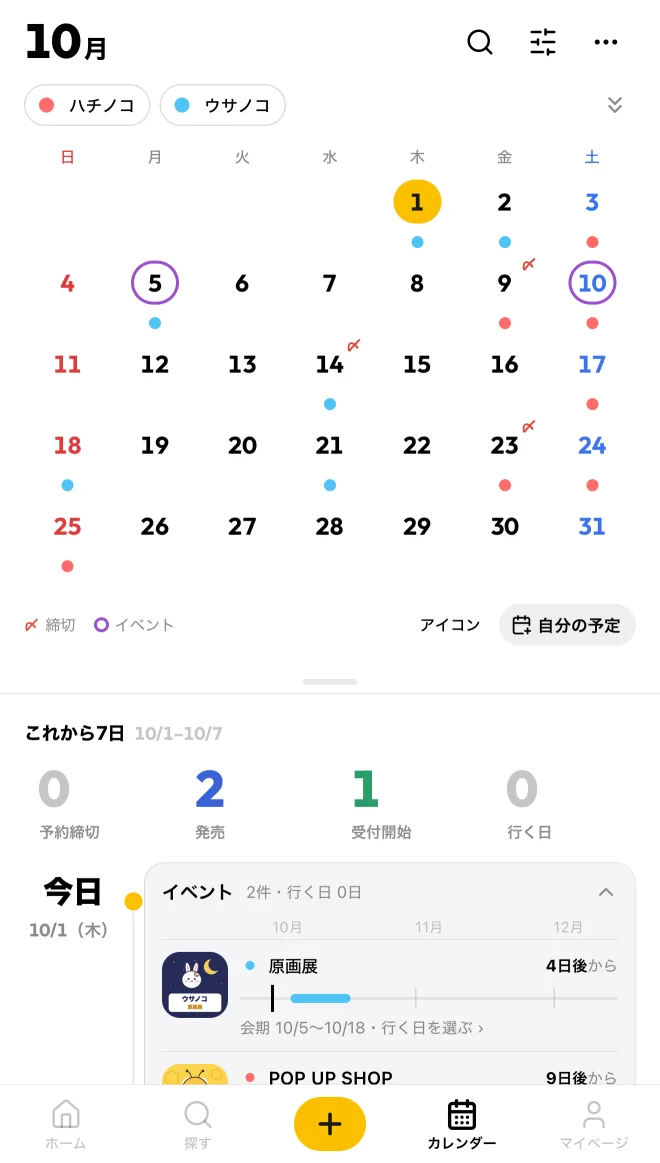 10月
ハチノコ ウサノコ
日 月 火 水 木 金 土
1 2 3
4 5 6 7 8 9 〆 10
11 12 13 14 〆 15 16 17
18 19 20 21 22 23 〆 24
25 26 27 28 29 30 31
〆 締切 イベント アイコン 自分の予定
これから7日 10/1–10/7
0 2 1 0
予約締切 発売 受付開始 行く日
今日
10/1（木）
イベント 2件・行く日 0日
10月 11月 12月
ウサノコ
原画展
原画展 4日後から
会期 10/5〜10/18・行く日を選ぶ ›
POP UP SHOP 9日後から
ホーム 探す + カレンダー マイページ